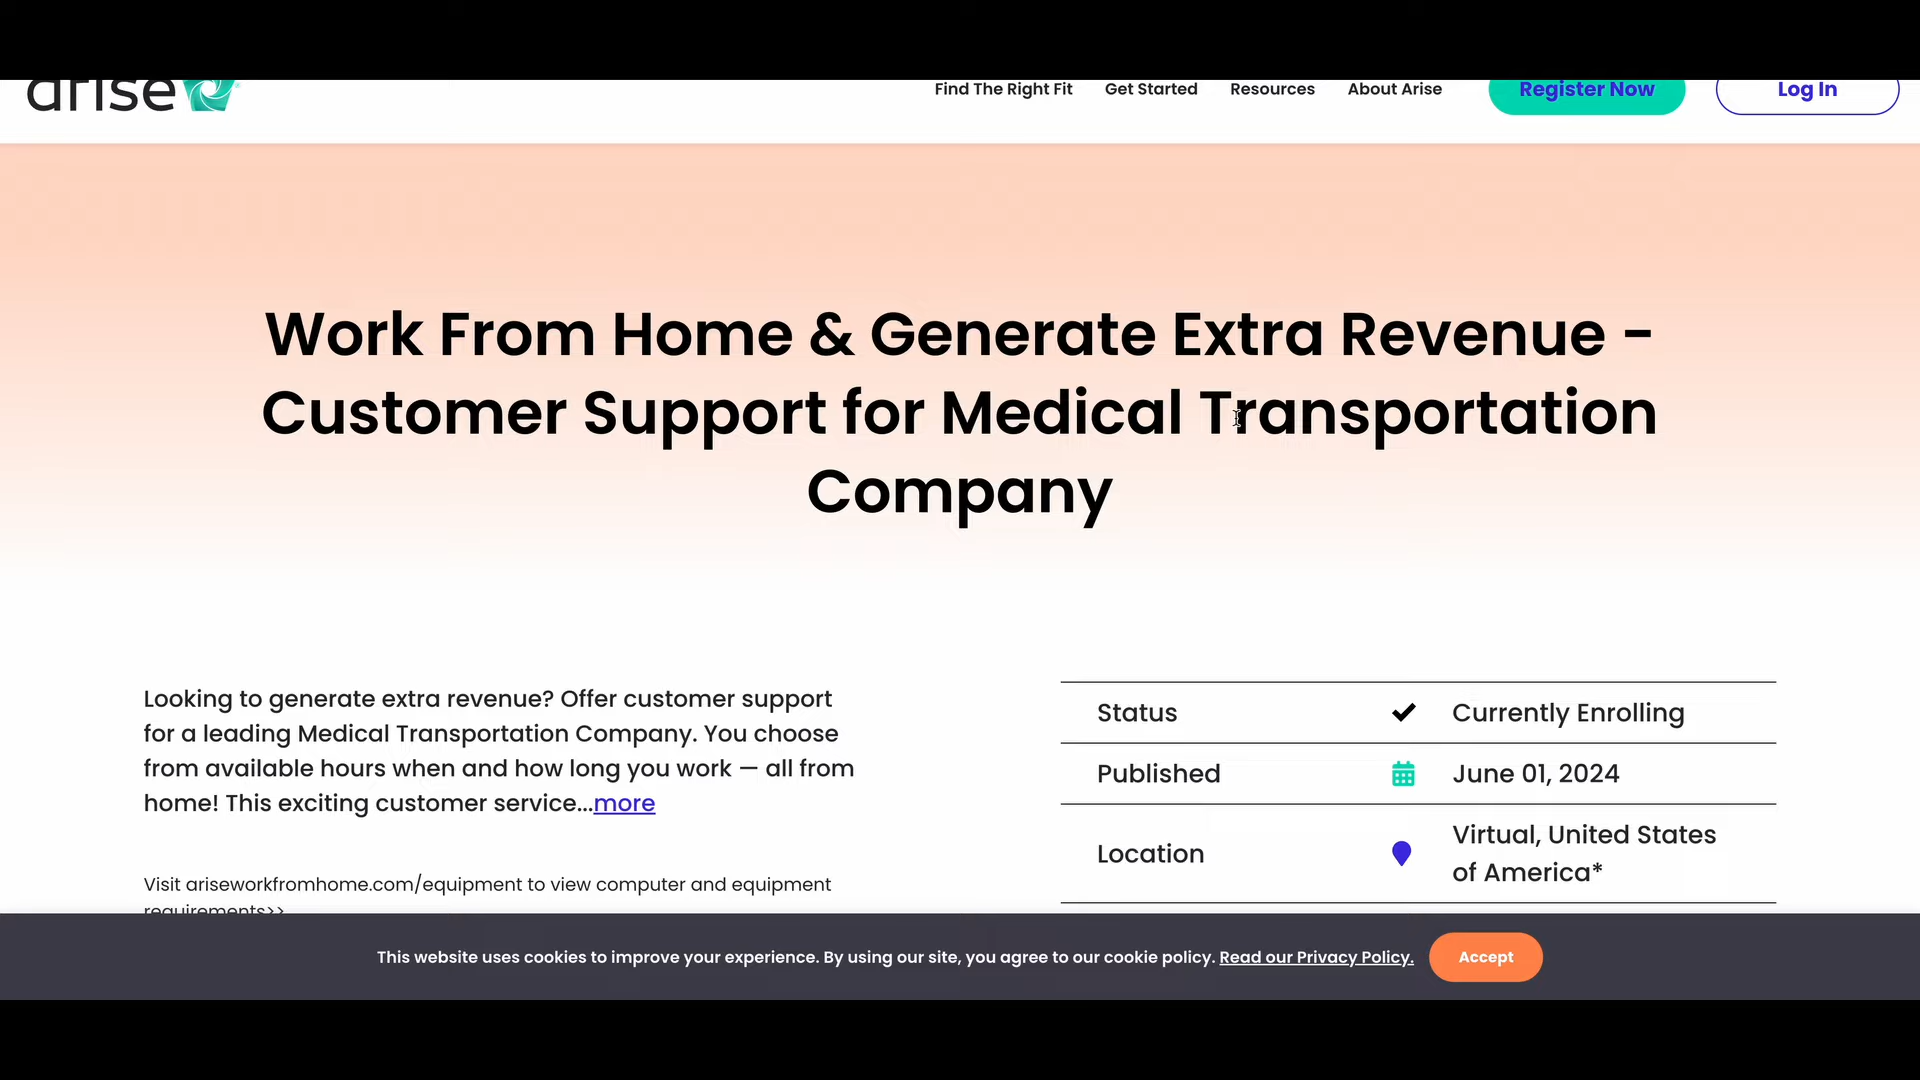 arise
Find The Right Fit
Get Started
Resources
About Arise
Register Now
Log In
Work From Home & Generate Extra Revenue -
Customer Support for Medical Transportation
Company
Looking to generate extra revenue? Offer customer support
for a leading Medical Transportation Company. You choose
from available hours when and how long you work — all from
home! This exciting customer service...more
Visit ariseworkfromhome.com/equipment to view computer and equipment
requirements>>
Status
Currently Enrolling
Published
June 01, 2024
Location
Virtual, United States
of America*
This website uses cookies to improve your experience. By using our site, you agree to our cookie policy. Read our Privacy Policy.
Accept